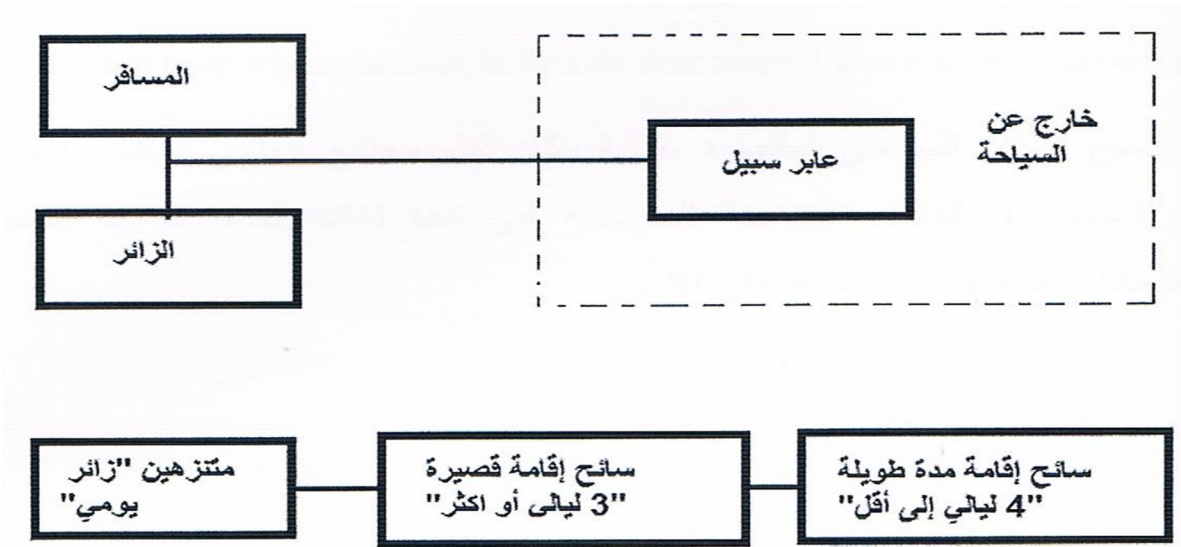 المسافر
خارج عن
السياحة
عابر سبيل
الزائر
سائح إقامة مدة طويلة
"4 ليالي إلى أقل"
سائح إقامة قصيرة
"3 ليالى أو اكثر"
متنزهين "زائر
يومي"